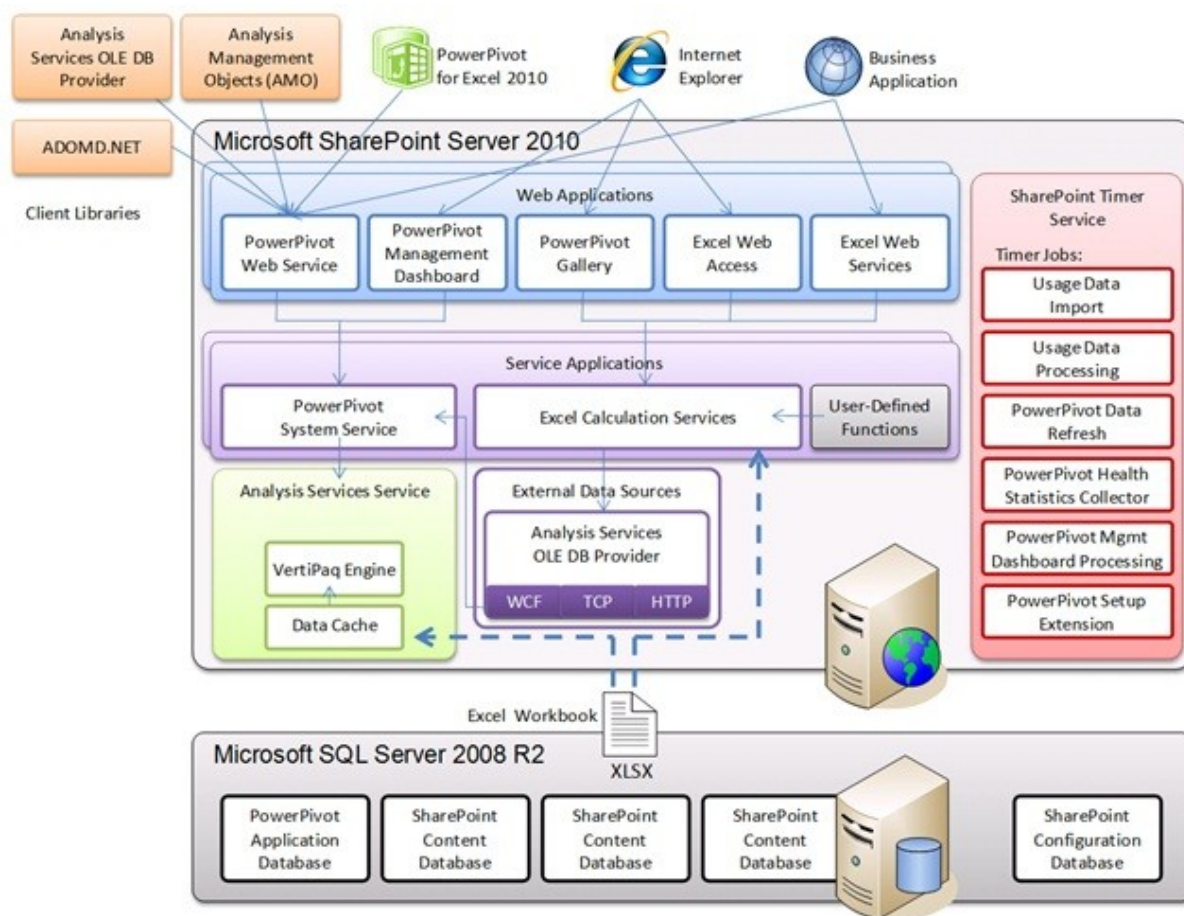 Analysis
Services OLE DB
Provider
Analysis
Management
Objects (AMO)
PowerPivot
for Excel 2010
Internet
Explorer
Business
Application
ADOMD.NET
Client Libraries
Microsoft SharePoint Server 2010
Web Applications
PowerPivot
Web Service
PowerPivot
Management
Dashboard
PowerPivot
Gallery
Excel Web
Access
Excel Web
Services
Service Applications
PowerPivot
System Service
Excel Calculation Services
User-Defined
Functions
Analysis Services Service
VertiPaq Engine
Data Cache
External Data Sources
Analysis Services
OLE DB Provider
WCF
TCP
HTTP
SharePoint Timer
Service
Timer Jobs:
Usage Data
Import
Usage Data
Processing
PowerPivot Data
Refresh
PowerPivot Health
Statistics Collector
PowerPivot Mgmt
Dashboard Processing
PowerPivot Setup
Extension
Excel Workbook
XLSX
Microsoft SQL Server 2008 R2
PowerPivot
Application
Database
SharePoint
Content
Database
SharePoint
Content
Database
SharePoint
Content
Database
SharePoint
Configuration
Database